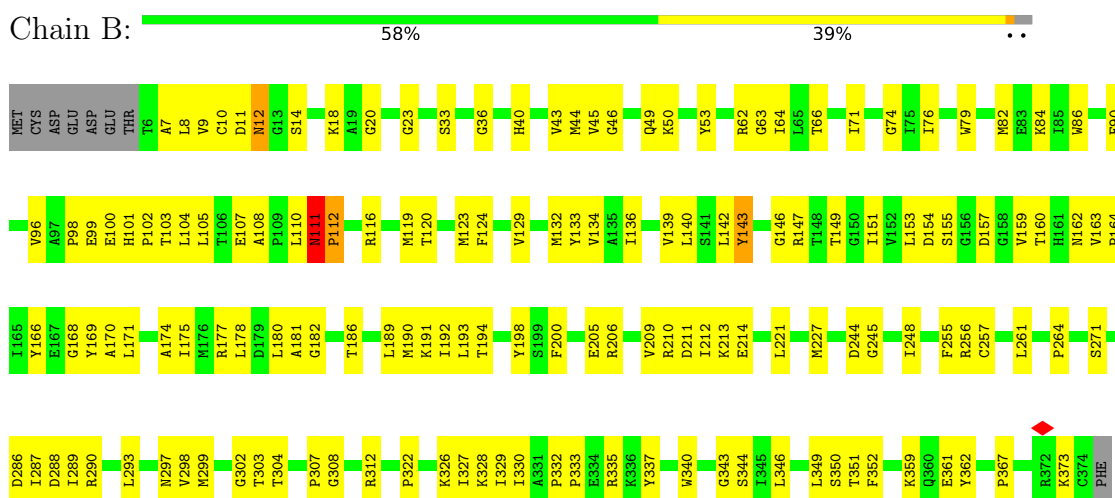 Chain B:
58% 39% • •
MET CYS ASP GLU ASP GLU THR T6 A7 L8 V9 C10 D11 N12 G13 S14 K18 A19 G20 G23 S33 G36 H40 V43 M44 V45 G46 Q49 K50 Y53 R62 G63 I64 L65 T66 I71 G74 I75 I76 W79 M82 E83 K84 I85 W86
V96 A97 P98 E99 E100 H101 P102 T103 L104 L105 T106 E107 A108 P109 L110 N111 P112 R116 M119 T120 M123 F124 V129 M132 Y133 V134 A135 I136 V139 L140 S141 L142 Y143 G146 R147 T148 T149 G150 I151 V152 L153 D154 S155 G156 D157 G158 V159 T160 H161 N162 V163
I165 Y166 E167 G168 Y169 A170 L171 A174 I175 M176 R177 L178 D179 L180 A181 G182 T186 L189 M190 K191 I192 L193 T194 Y198 S199 F200 E205 R206 V209 R210 D211 I212 K213 E214 L221 M227 D244 G245 I248 F255 R256 C257 L261 P264 S271
D286 I287 D288 I289 R290 L293 N297 V298 M299 G302 T303 T304 P307 G308 R312 P322 K326 I327 K328 I329 I330 A331 P332 P333 E334 R335 K336 Y337 W340 G343 S344 I345 L346 L349 S350 T351 F352 K359 Q360 E361 Y362 P367 R372 K373 C374 PHE